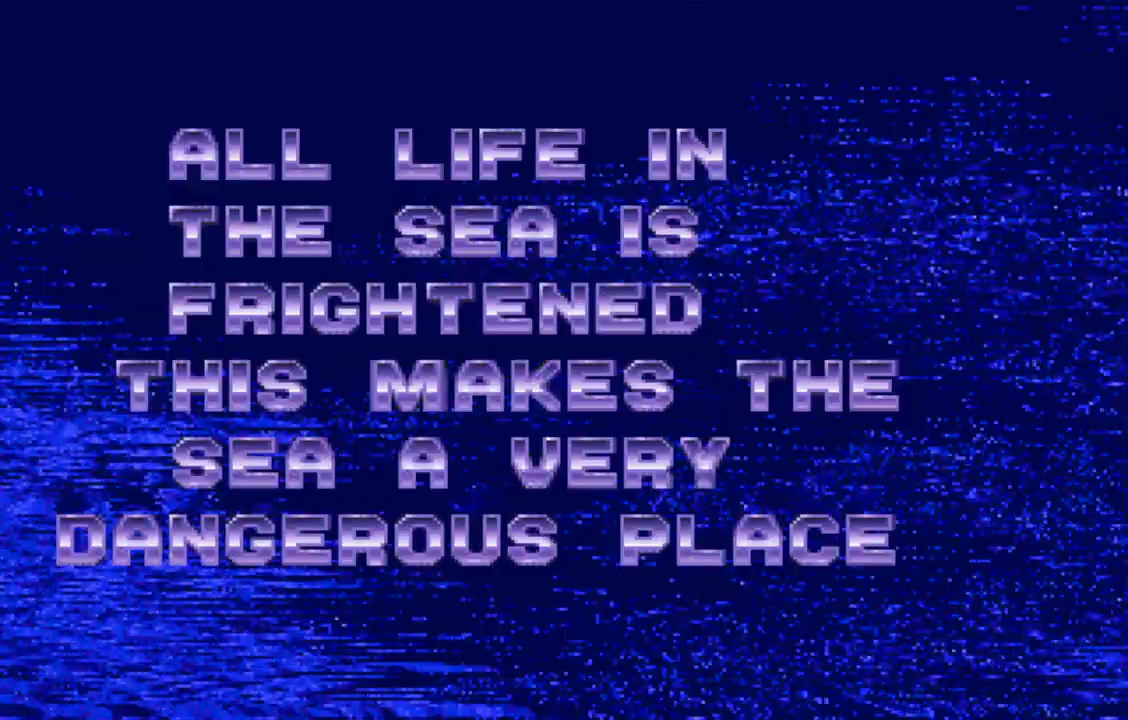 ALL LIFE IN
THE SEA IS
FRIGHTENED
THIS MAKES THE
SEA A VERY
DANGEROUS PLACE